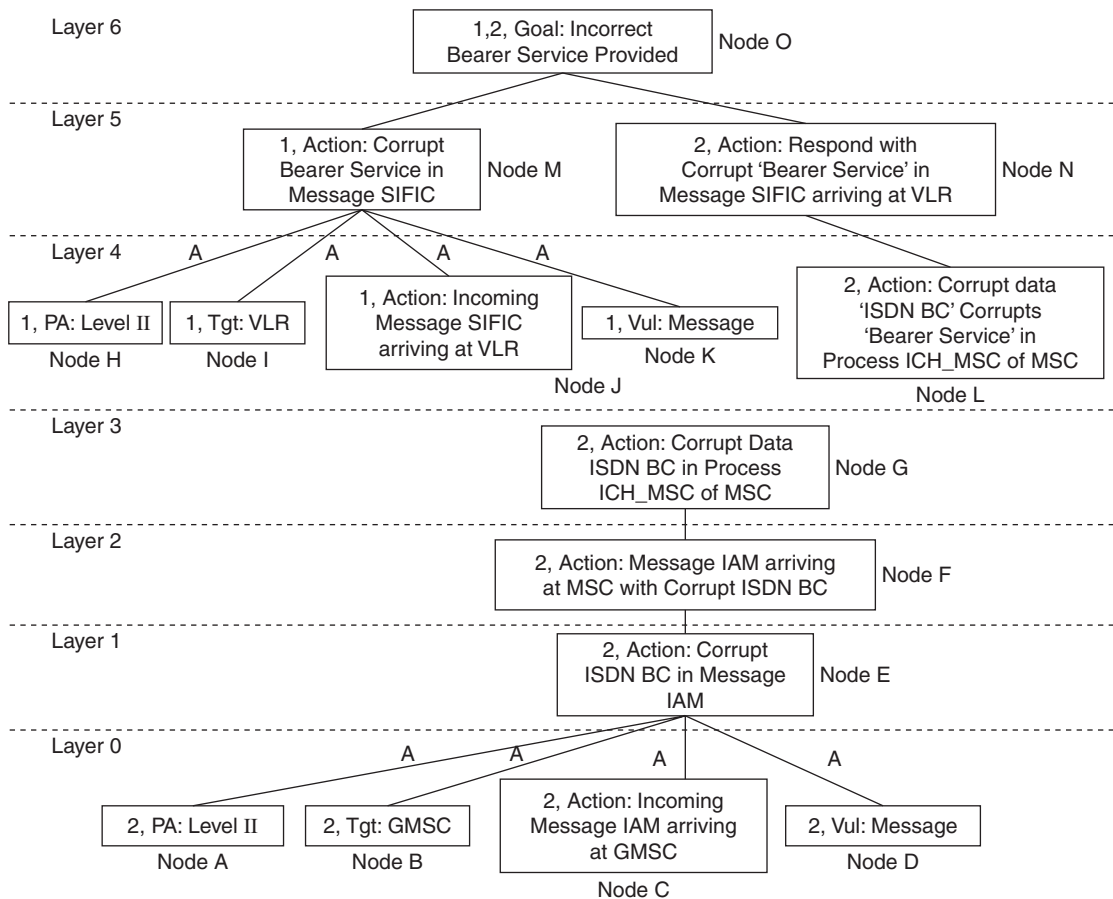 Layer 6
1,2, Goal: Incorrect
Bearer Service Provided
Node O
Layer 5
1, Action: Corrupt
Bearer Service in
Message SIFIC
Node M
2, Action: Respond with
Corrupt ‘Bearer Service’ in
Message SIFIC arriving at VLR
Node N
Layer 4
A
A
A
A
1, PA: Level II
Node H
1, Tgt: VLR
Node I
1, Action: Incoming
Message SIFIC
arriving at VLR
Node J
1, Vul: Message
Node K
2, Action: Corrupt data
‘ISDN BC’ Corrupts
‘Bearer Service’ in
Process ICH_MSC of MSC
Node L
Layer 3
2, Action: Corrupt Data
ISDN BC in Process
ICH_MSC of MSC
Node G
Layer 2
2, Action: Message IAM arriving
at MSC with Corrupt ISDN BC
Node F
Layer 1
2, Action: Corrupt
ISDN BC in Message
IAM
Node E
Layer 0
A
A
A
A
2, PA: Level II
Node A
2, Tgt: GMSC
Node B
2, Action: Incoming
Message IAM arriving
at GMSC
Node C
2, Vul: Message
Node D